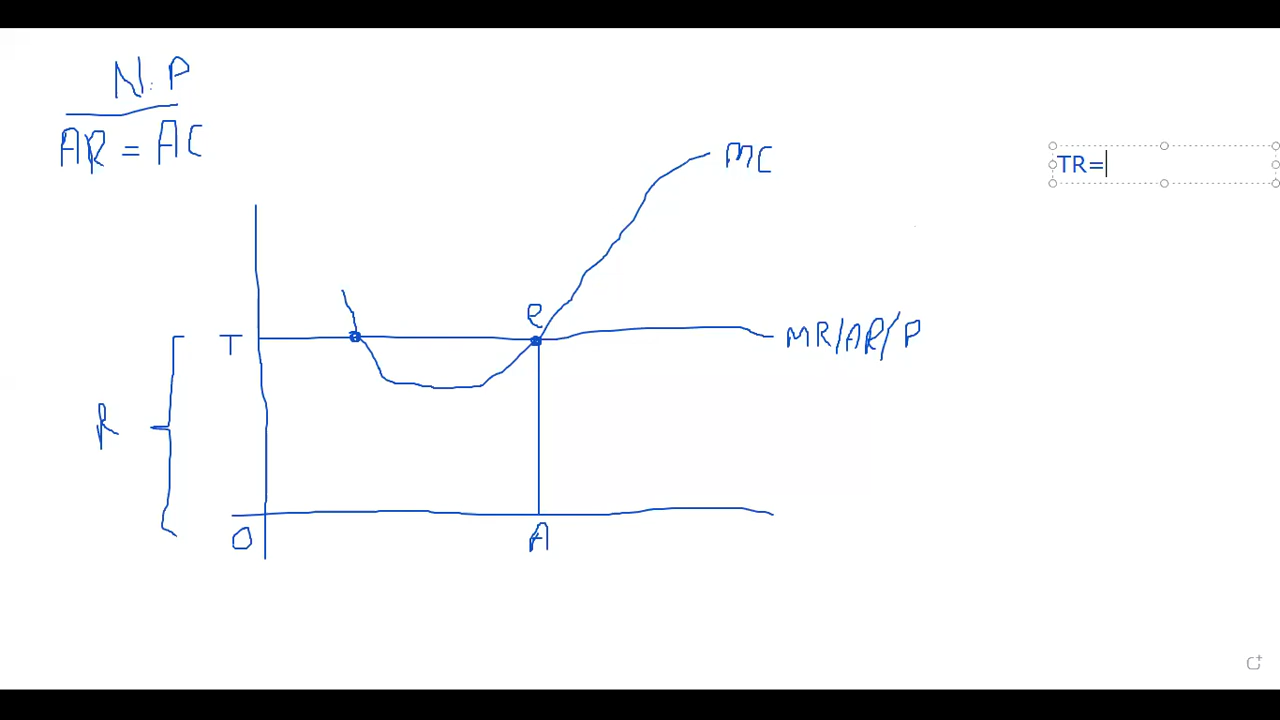 N.P
AR = AC
TR=
MC
e
T
MR/AR/P
R
O
A